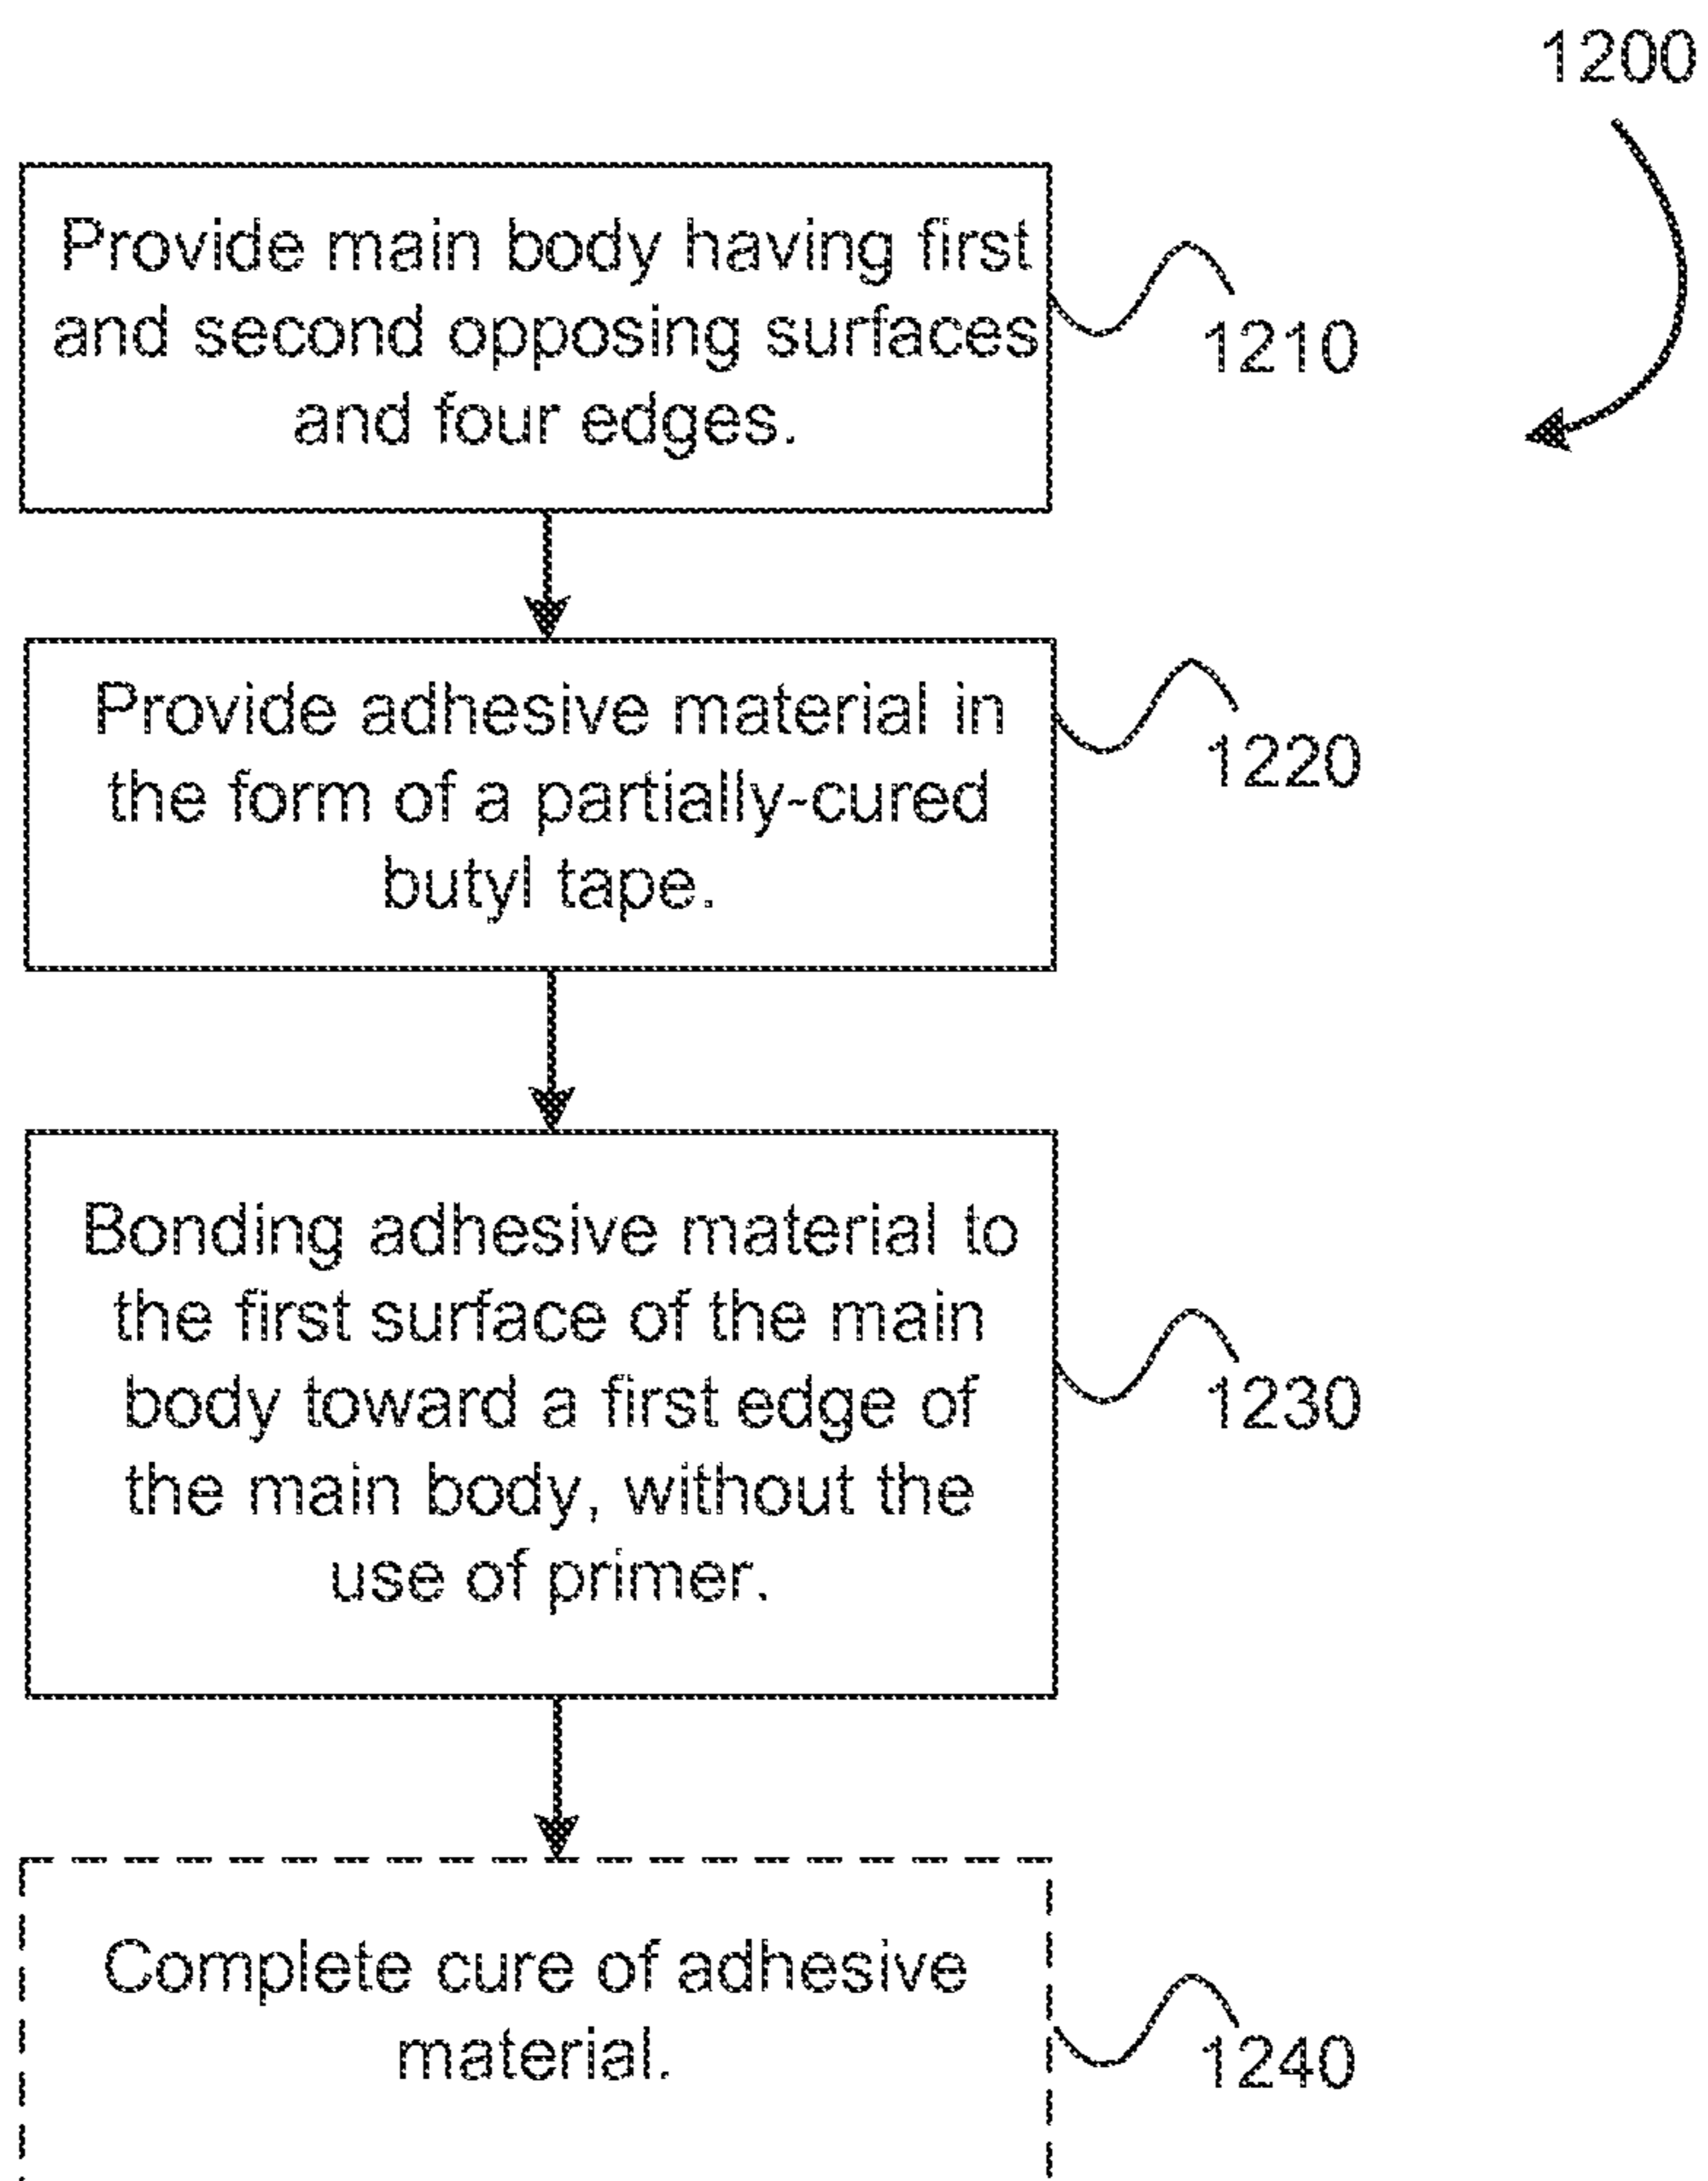 1200
Provide main body having first
and second opposing surfaces
and four edges.
1210
Provide adhesive material in
the form of a partially-cured
butyl tape.
1220
Bonding adhesive material to
the first surface of the main
body toward a first edge of
the main body, without the
use of primer.
1230
Complete cure of adhesive
material.
1240